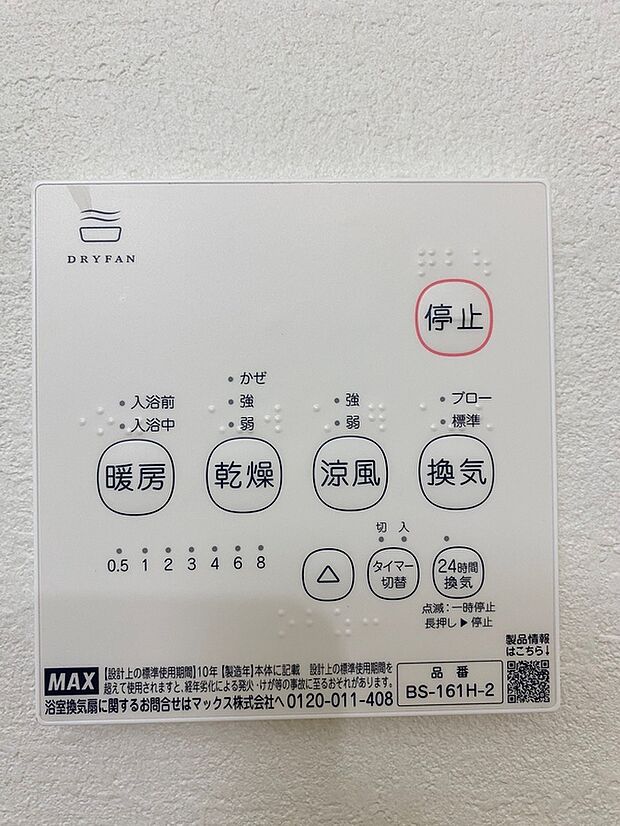 DRYFAN
停止
かぜ
入浴前 強 強 ブロー
入浴中 弱 弱 標準
暖房 乾燥 涼風 換気
切 入
0.5 1 2 3 4 6 8
△ タイマー切替 24時間換気
点滅:一時停止
長押し▶停止
製品情報
はこちら↓
MAX 【設計上の標準使用期間】10年【製造年】本体に記載 設計上の標準使用期間を
超えて使用されますと、経年劣化による発火・けが等の事故に至るおそれがあります。
浴室換気扇に関するお問合せはマックス株式会社へ 0120-011-408
品番
BS-161H-2